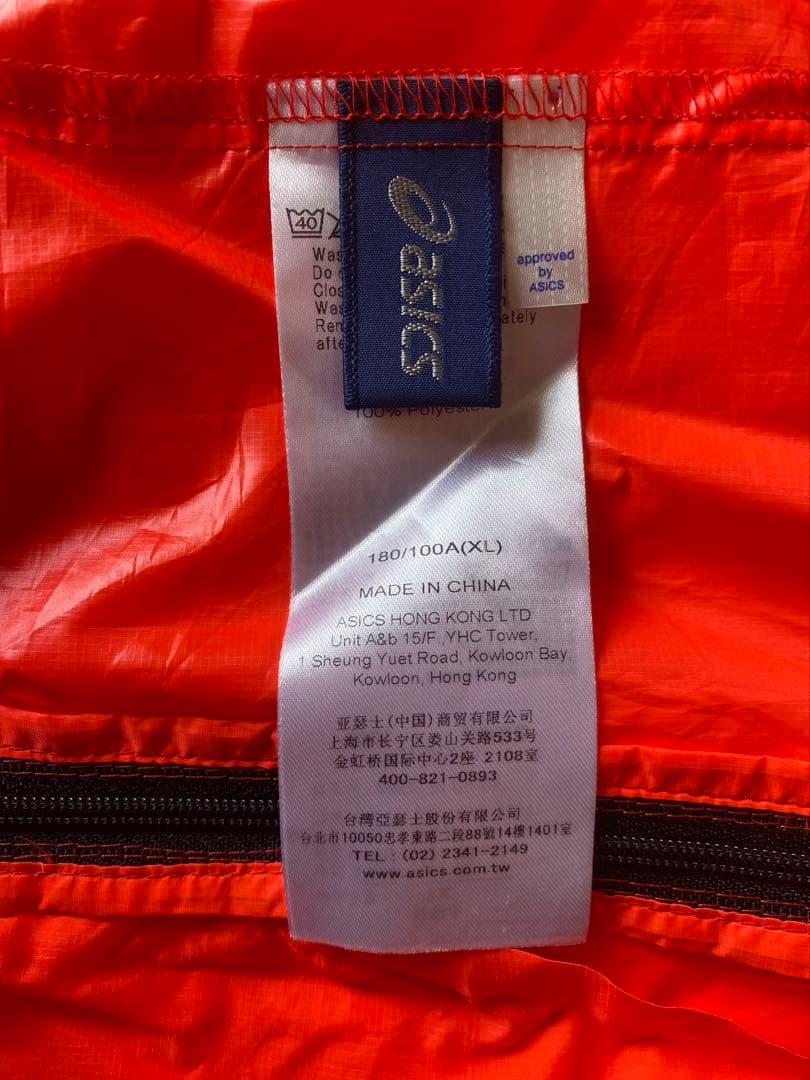 asics
approved
by
ASICS
40
Do
ately
100% Polyester
180/100A(XL)
MADE IN CHINA
ASICS HONG KONG LTD
Unit A&b 15/F ,YHC Tower,
1 Sheung Yuet Road, Kowloon Bay,
Kowloon, Hong Kong
亚瑟士(中国)商贸有限公司
上海市长宁区娄山关路533号
金虹桥国际中心2座 2108室
400-821-0893
台灣亞瑟士股份有限公司
台北市10050忠孝東路二段88號14樓1401室
TEL : (02) 2341-2149
www.asics.com.tw